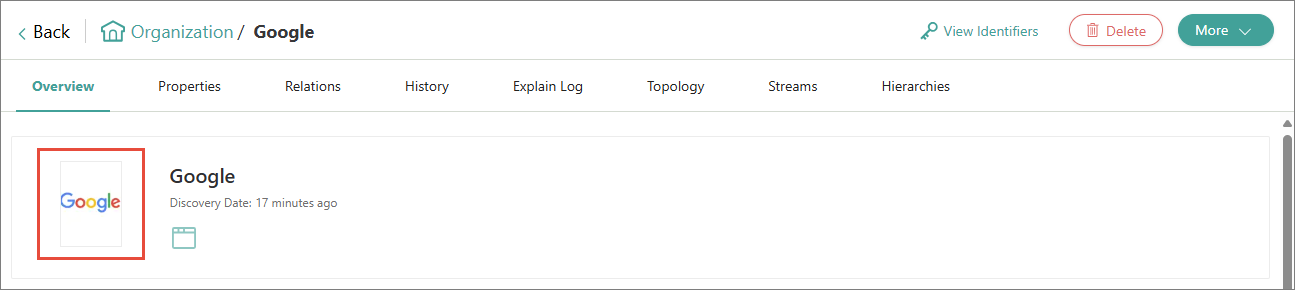 Back Organization / Google View Identifiers Delete More
Overview Properties Relations History Explain Log Topology Streams Hierarchies
Google
Google
Discovery Date: 17 minutes ago